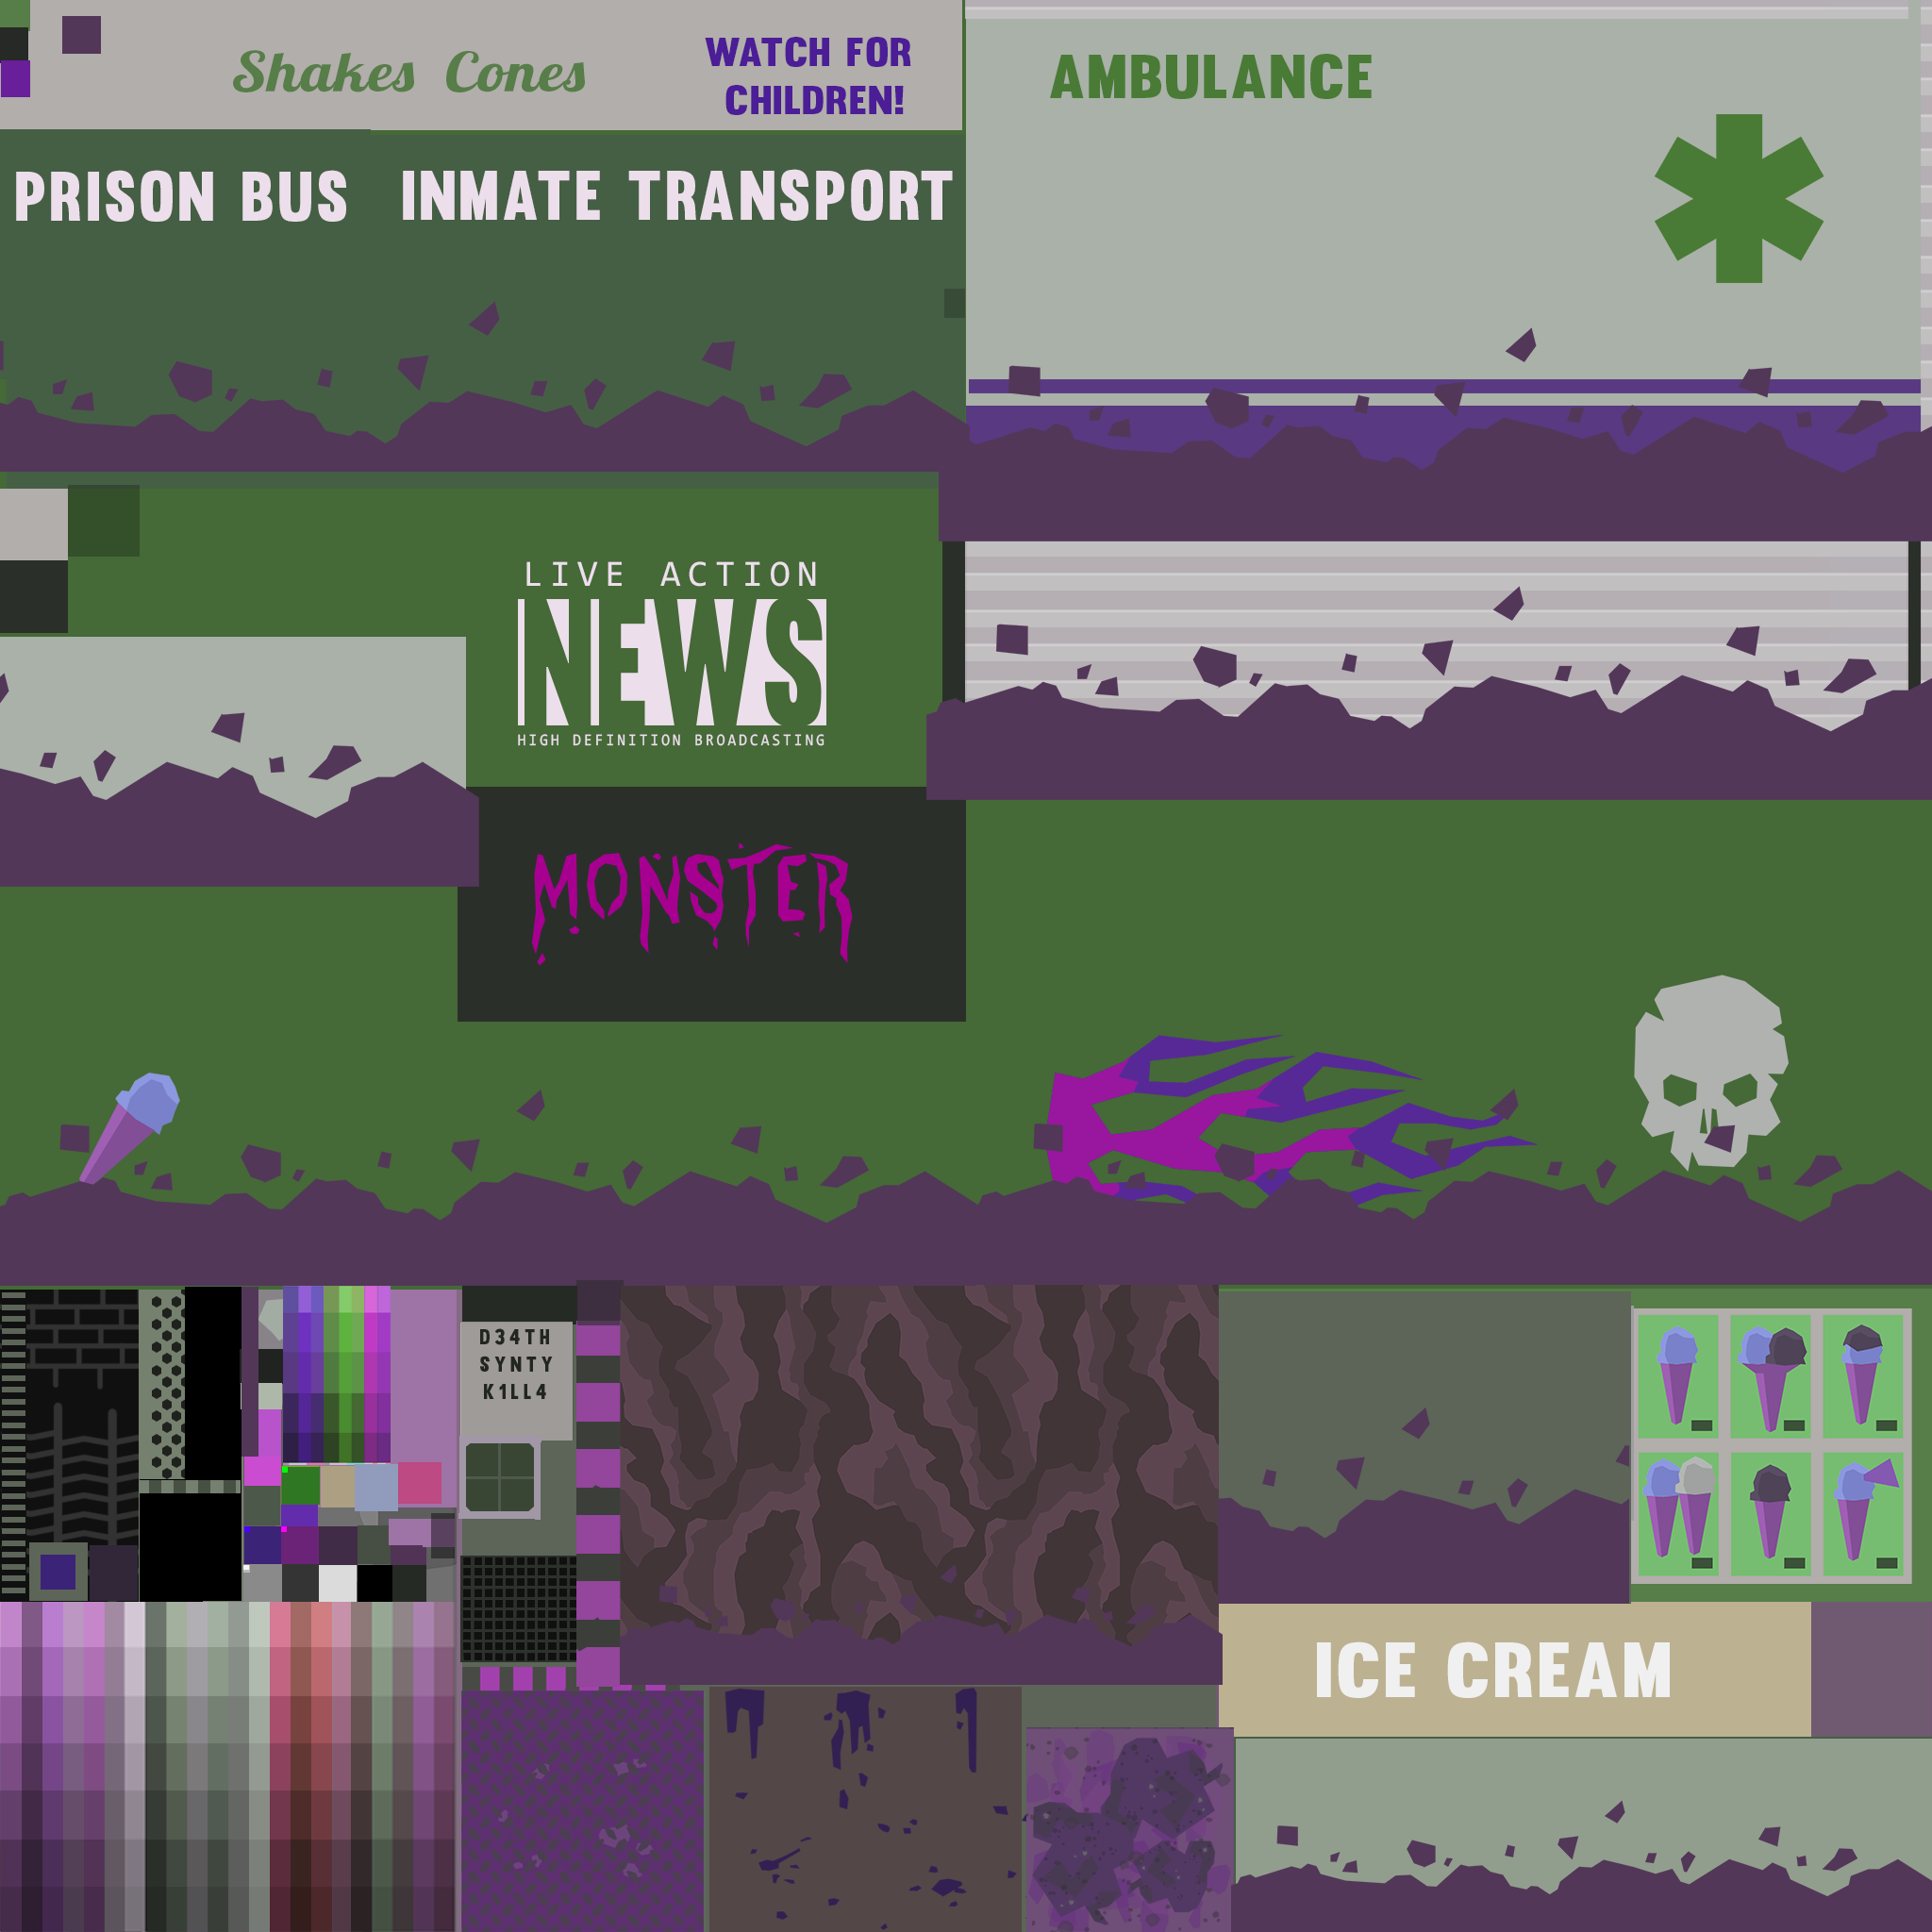 Shakes Cones
WATCH FOR
CHILDREN!
AMBULANCE
PRISON BUS
INMATE TRANSPORT
LIVE ACTION
NEWS
HIGH DEFINITION BROADCASTING
MONSTER
D34TH
SYNTY
K1LL4
ICE CREAM